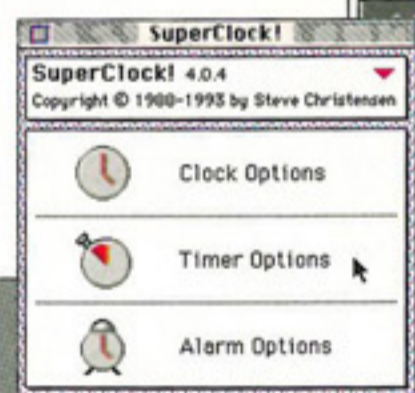 SuperClock!
SuperClock! 4.0.4
Copyright © 1988-1993 by Steve Christensen
Clock Options
Timer Options
Alarm Options